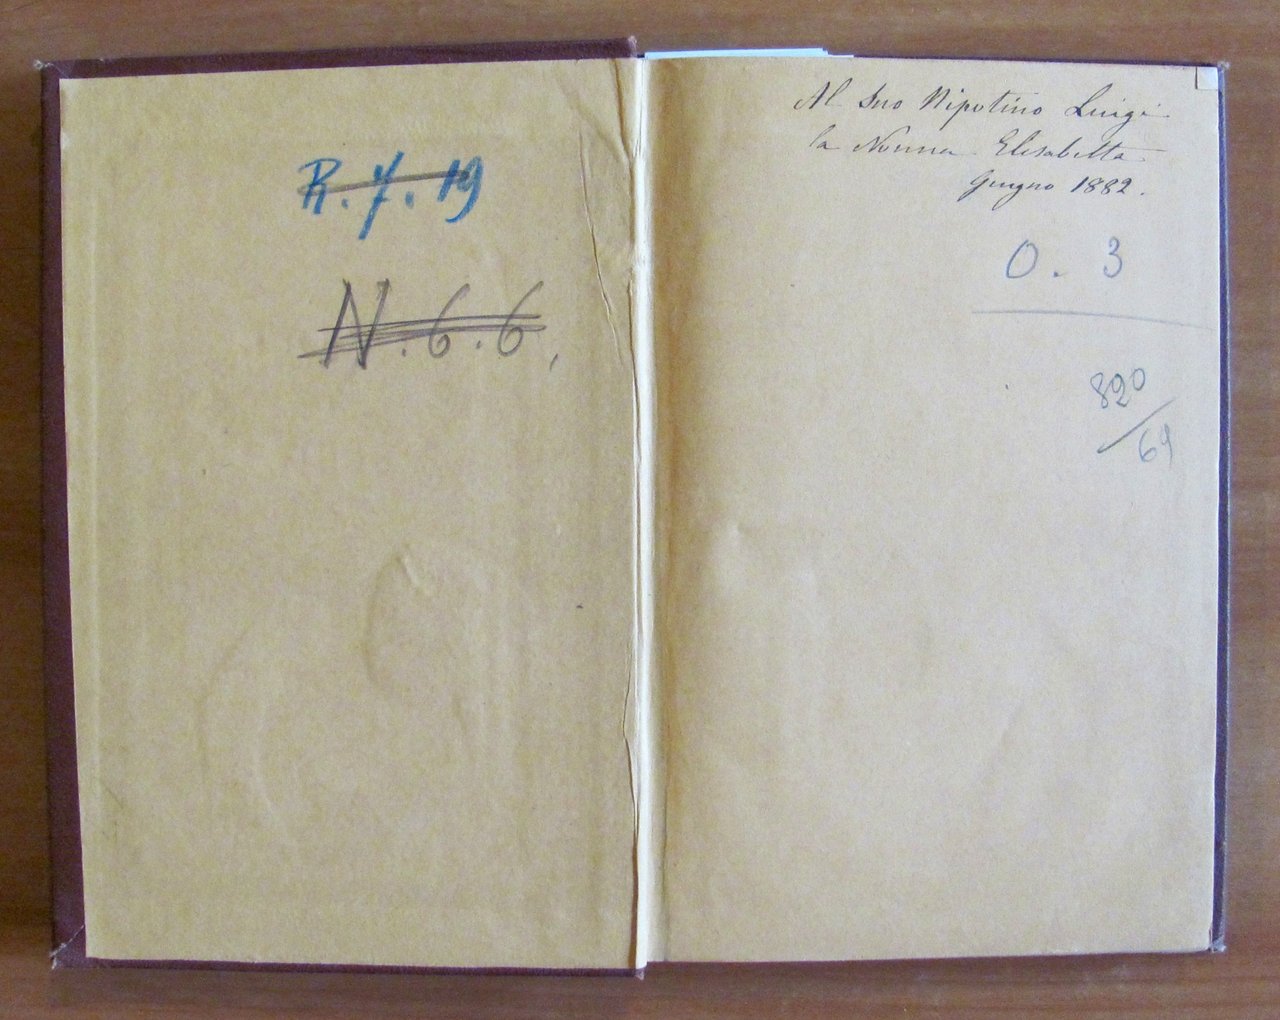 R. 7. 19
N. 6. 6,
Al Suo Nipotino Luigi
la Nonna Elisabetta
Giugno 1882.
O. 3
820
/69